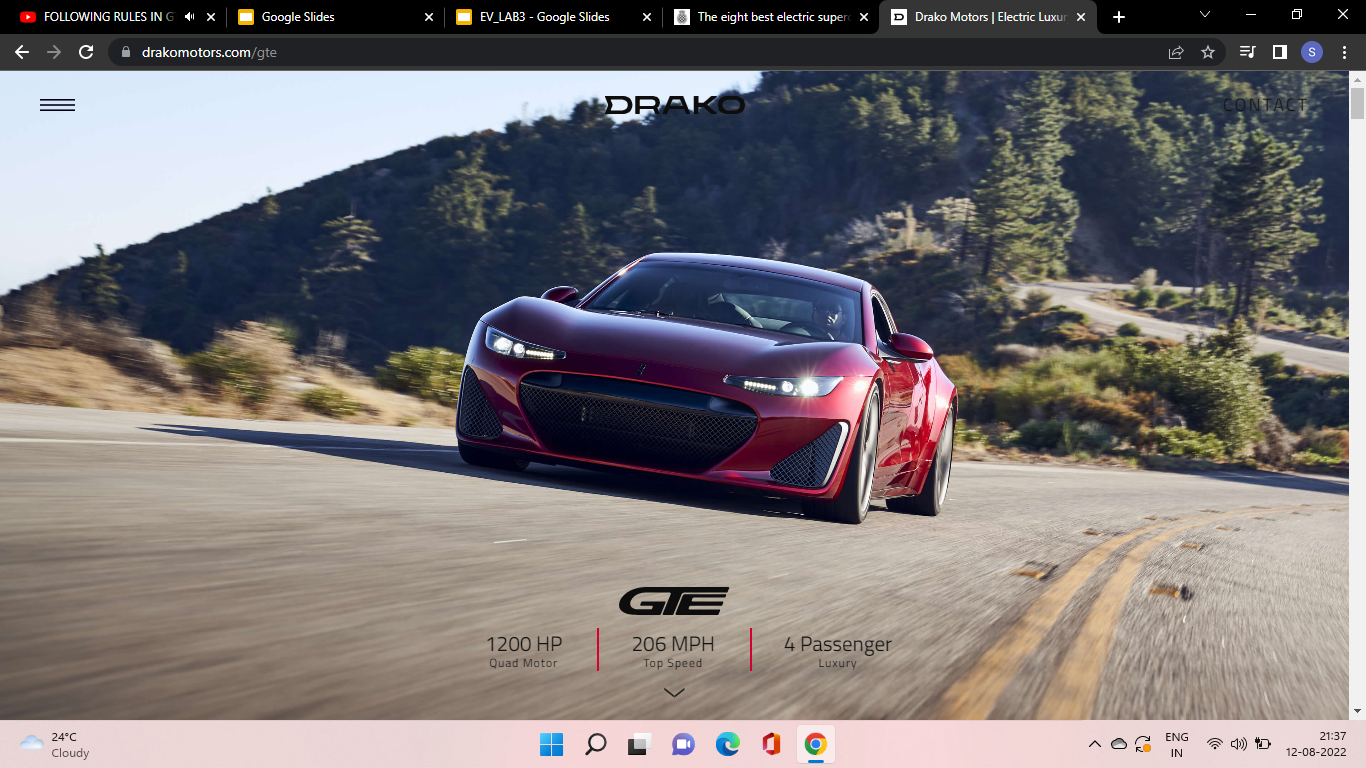 FOLLOWING RULES IN G
Google Slides
EV_LAB3 - Google Slides
The eight best electric superc
Drako Motors | Electric Luxur
drakomotors.com/gte
S
DRAKO
CONTACT
GTE
1200 HP
Quad Motor
206 MPH
Top Speed
4 Passenger
Luxury
24°C
Cloudy
ENG
IN
21:37
12-08-2022